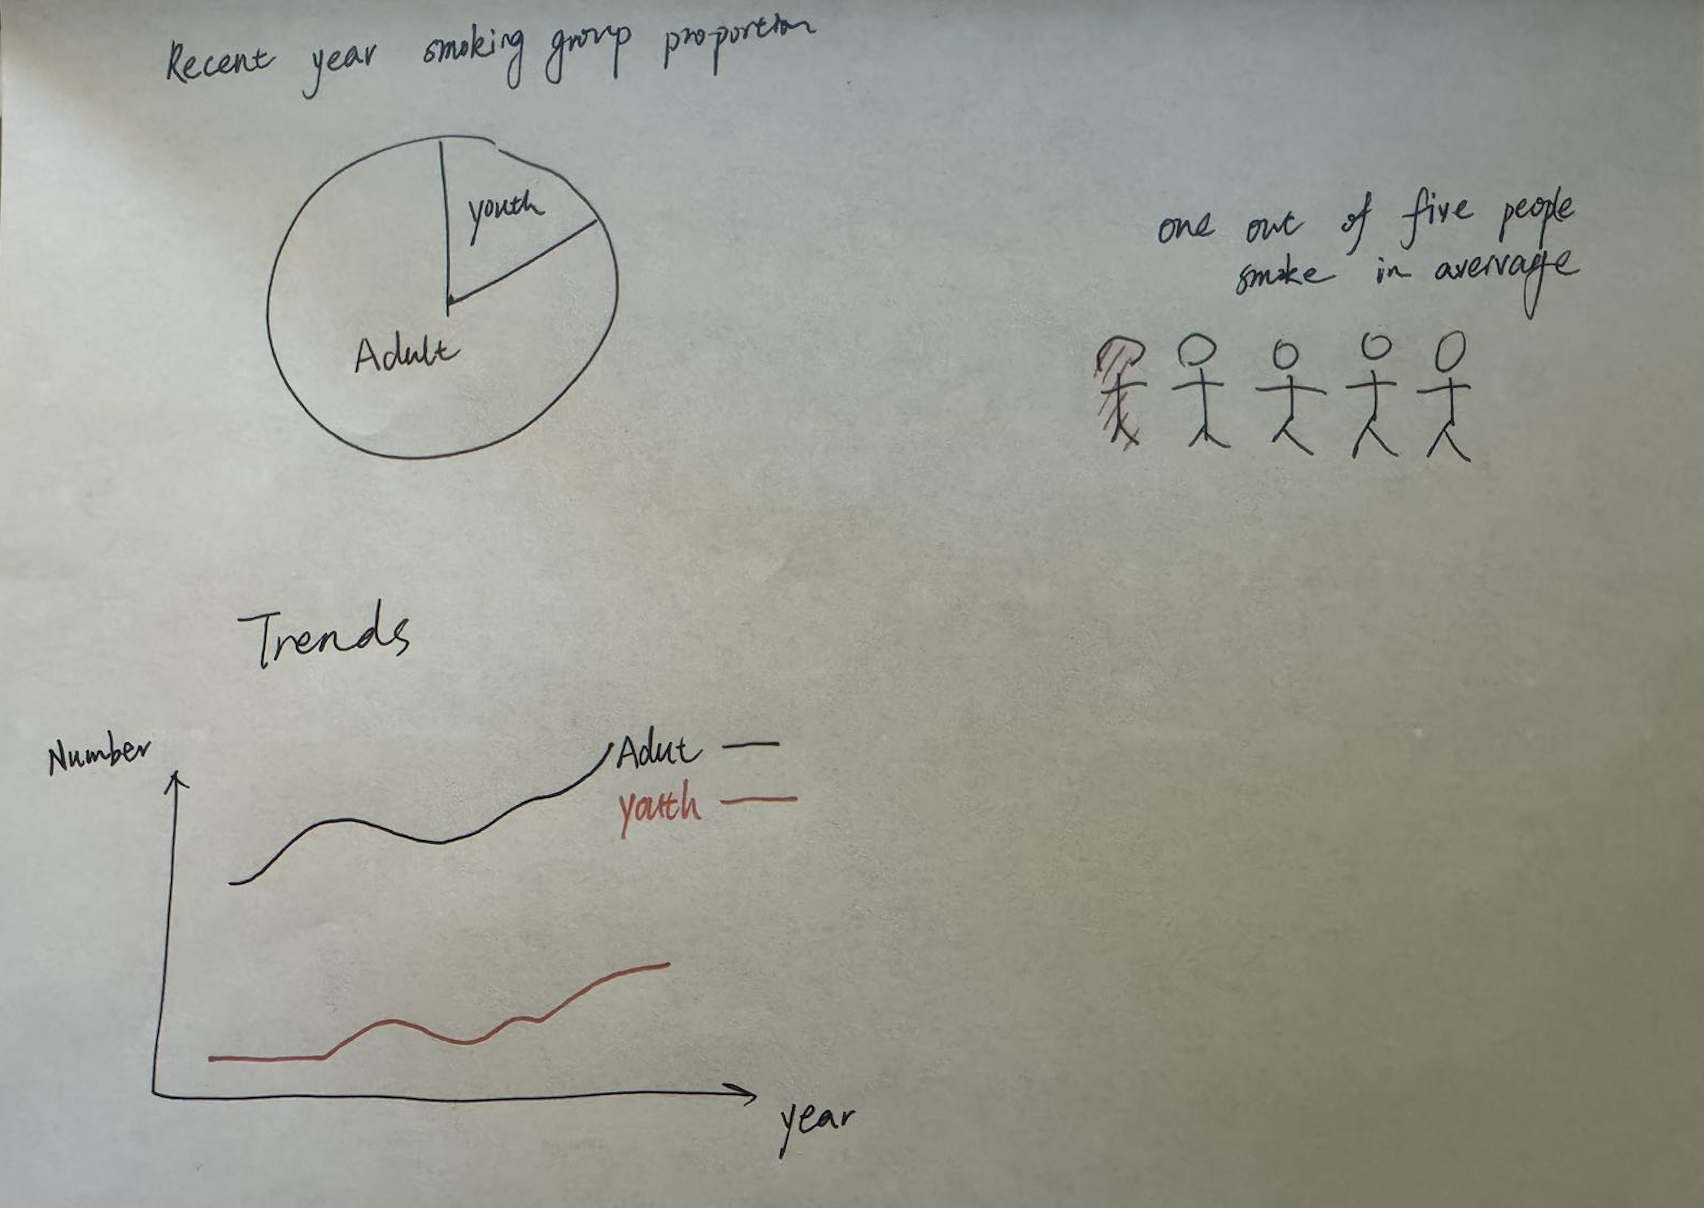 Recent year smoking group proportion
youth
Adult
one out of five people
smoke in avervage
Trends
Number
Adut
youth
year